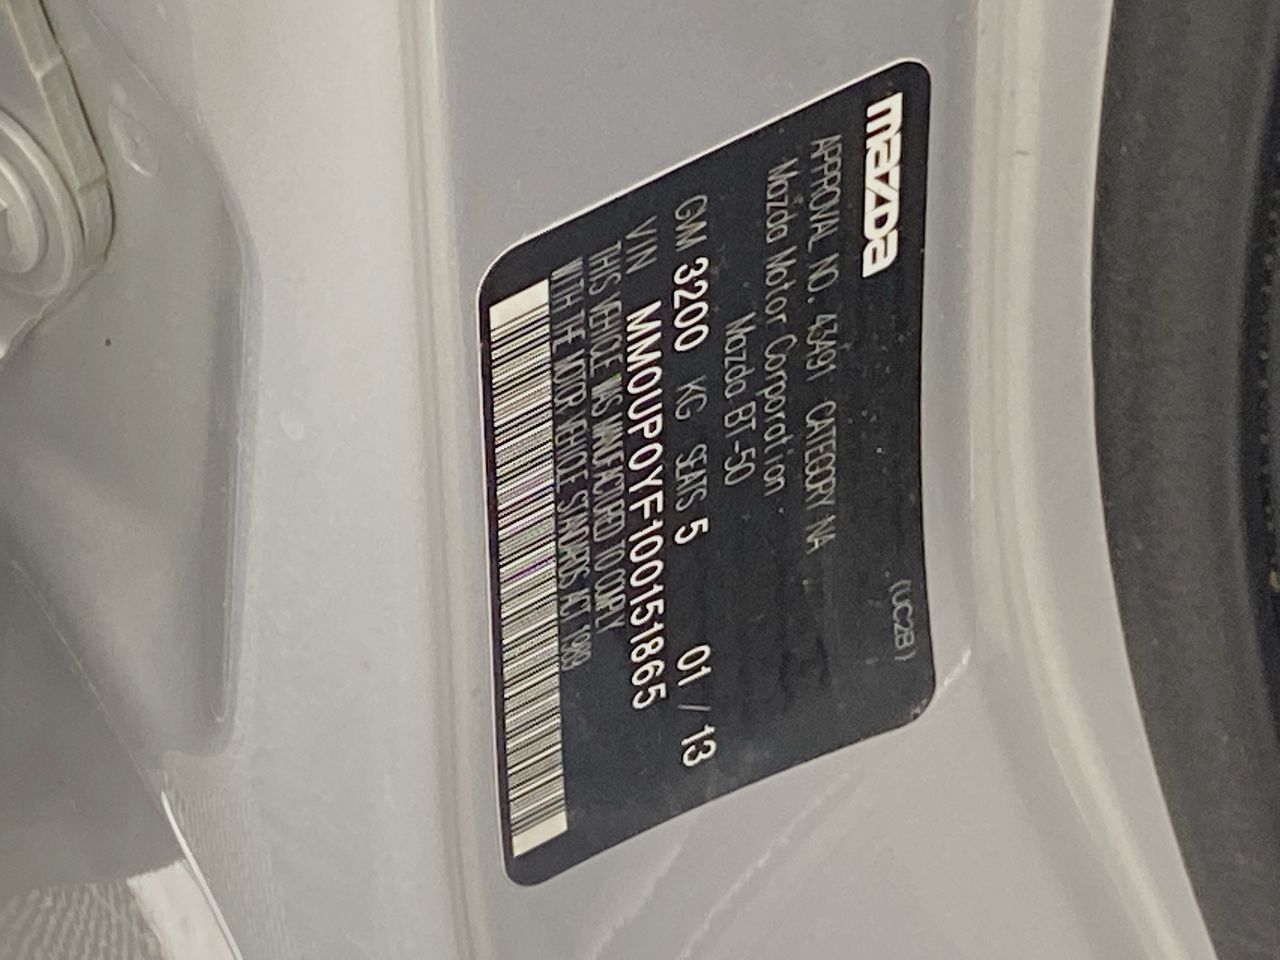 mazda
(UC2B)
APPROVAL NO. 43A91 CATEGORY NA
Mazda Motor Corporation
Mazda BT-50
GVM 3200 KG SEATS 5 01/13
VIN MM0UP0YF100151865
THIS VEHICLE WAS MANUFACTURED TO COMPLY
WITH THE MOTOR VEHICLE STANDARDS ACT 1989